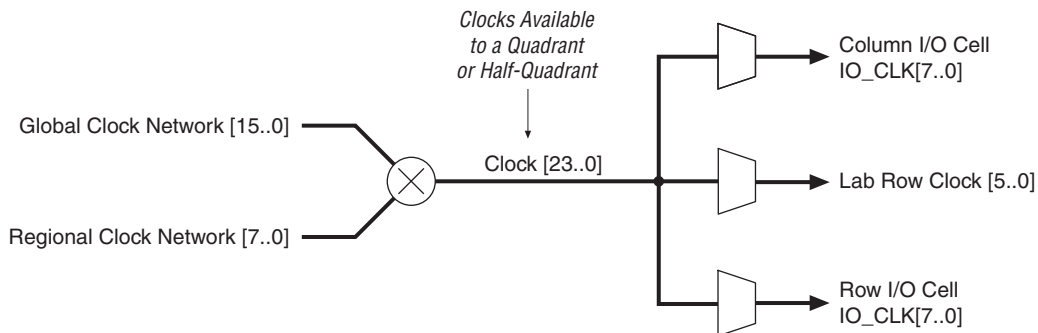 Clocks Available
to a Quadrant
or Half-Quadrant
Column I/O Cell
IO_CLK[7..0]
Global Clock Network [15..0]
Clock [23..0]
Lab Row Clock [5..0]
Regional Clock Network [7..0]
Row I/O Cell
IO_CLK[7..0]